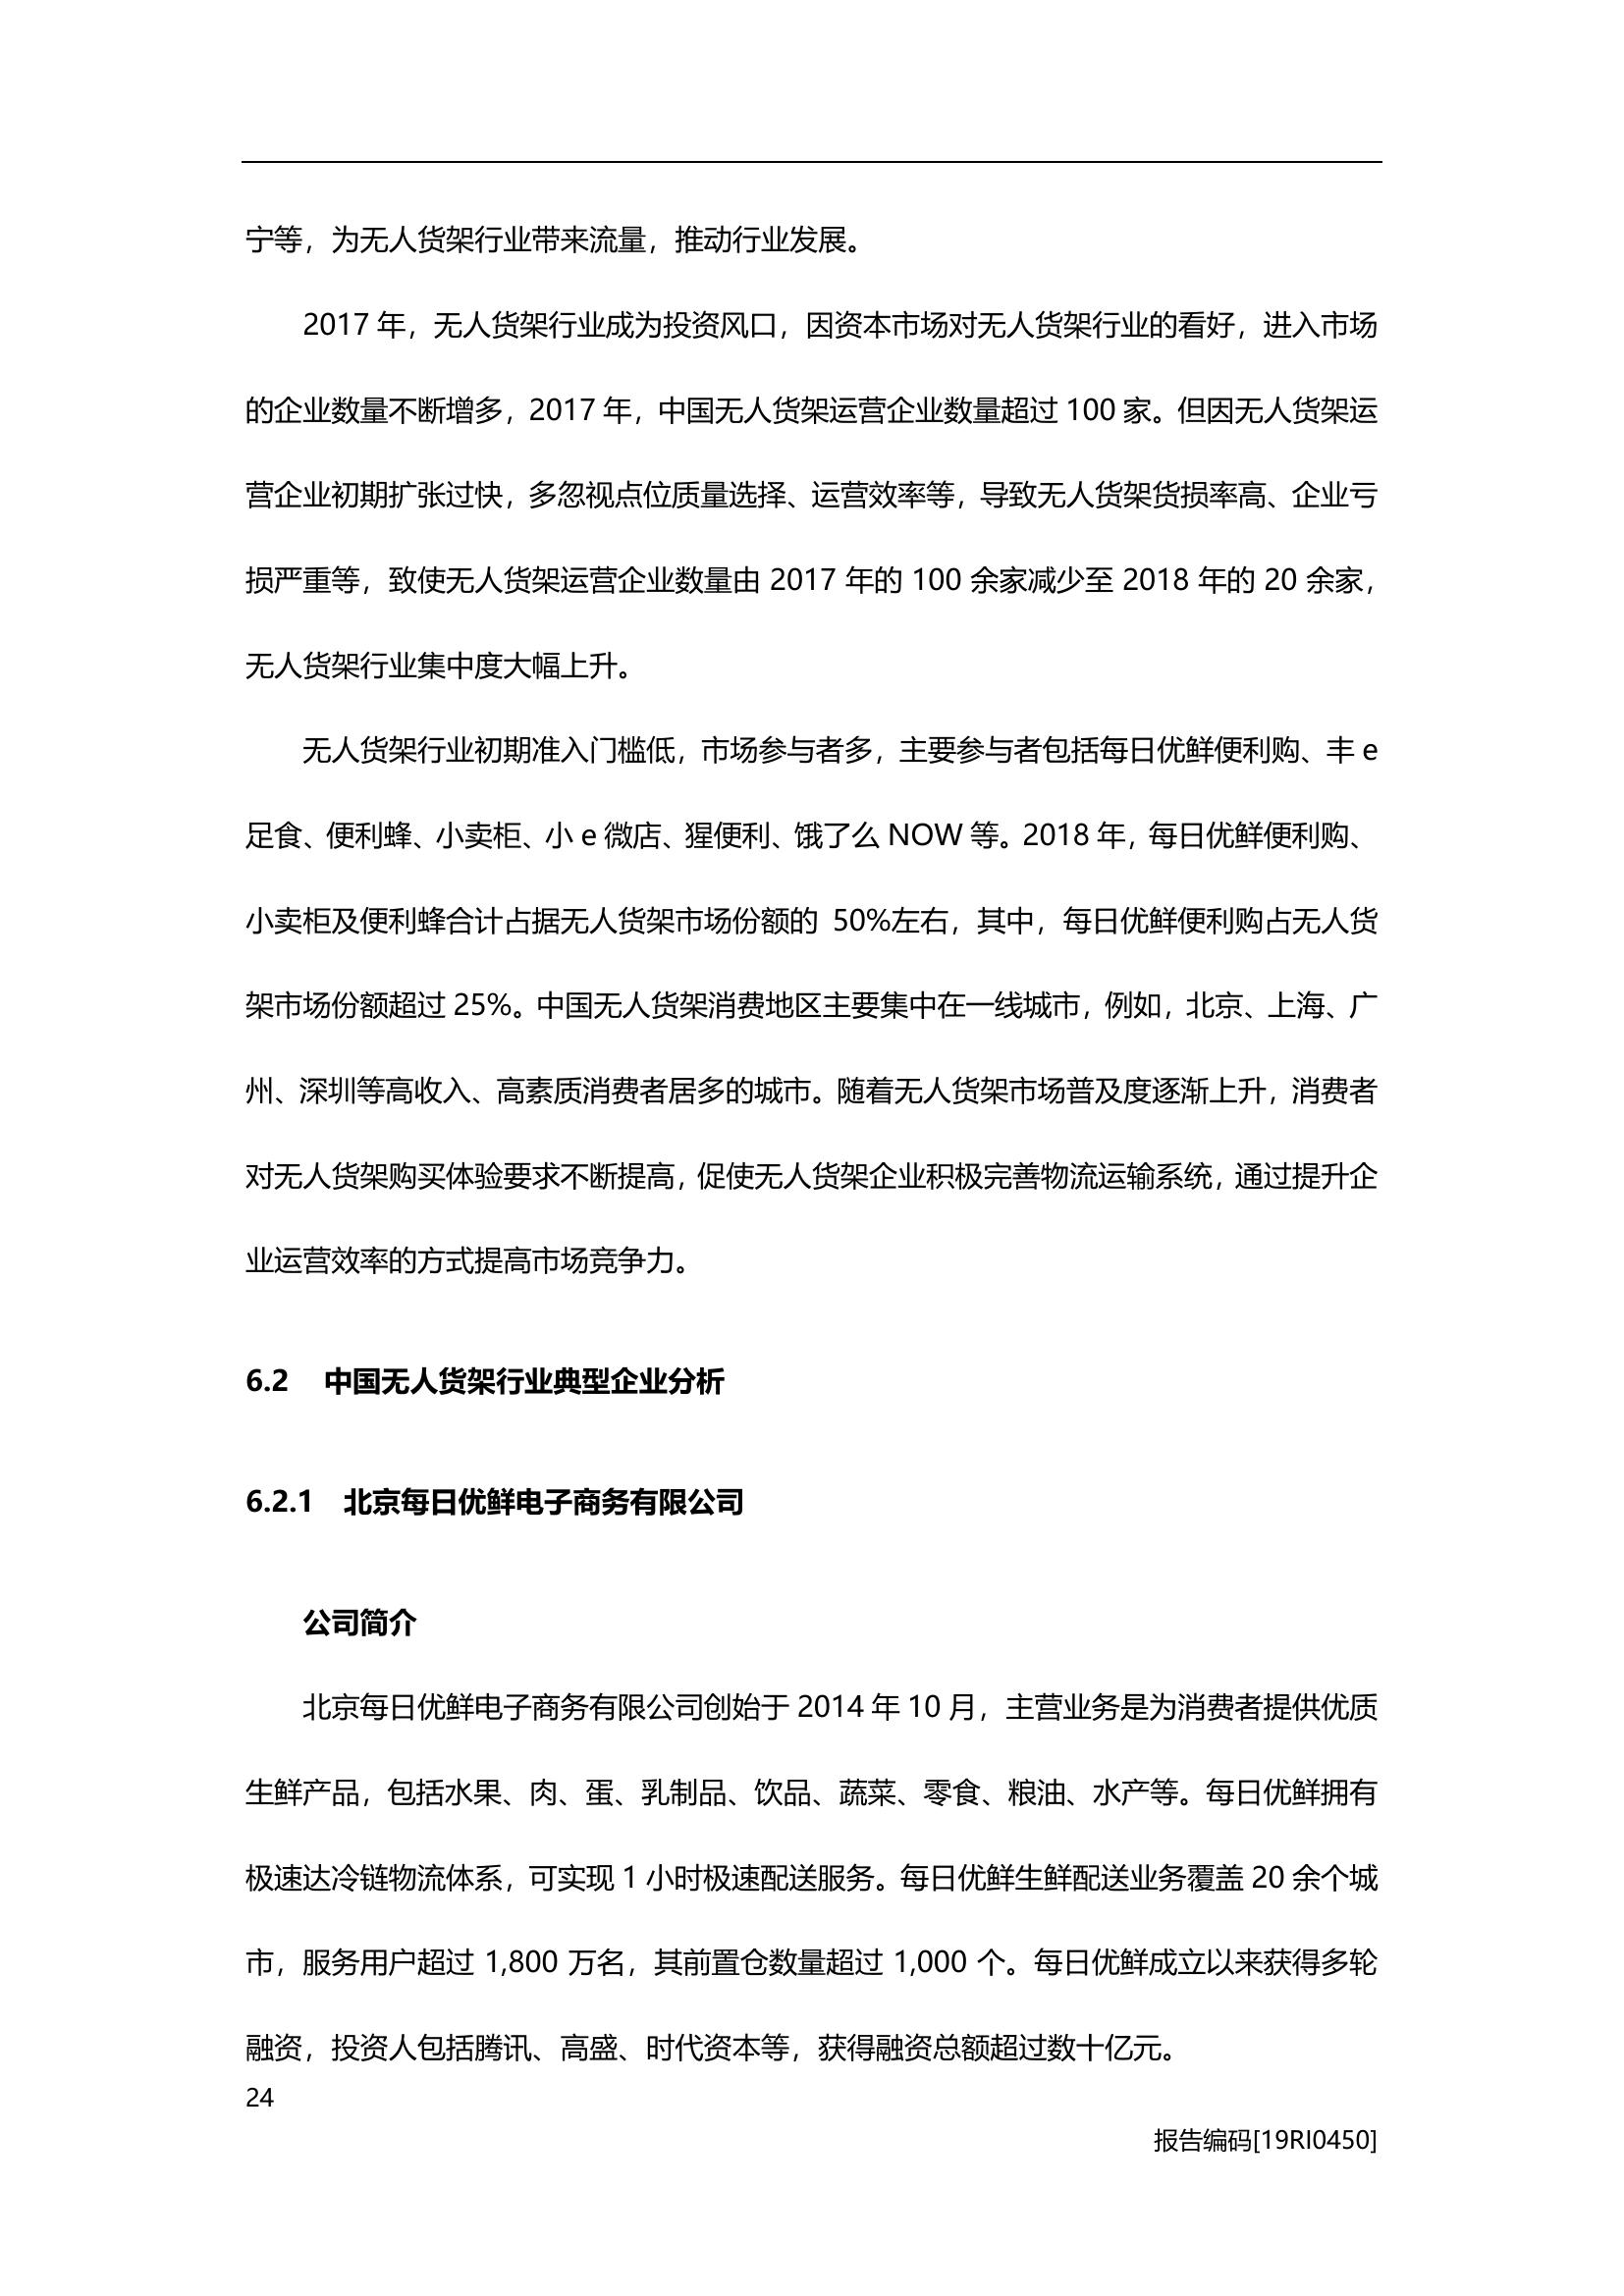 宁等，为无人货架行业带来流量，推动行业发展。
2017 年，无人货架行业成为投资风口，因资本市场对无人货架行业的看好，进入市场
的企业数量不断增多，2017 年，中国无人货架运营企业数量超过 100 家。但因无人货架运
营企业初期扩张过快，多忽视点位质量选择、运营效率等，导致无人货架货损率高、企业亏
损严重等，致使无人货架运营企业数量由 2017 年的 100 余家减少至 2018 年的 20 余家，
无人货架行业集中度大幅上升。
无人货架行业初期准入门槛低，市场参与者多，主要参与者包括每日优鲜便利购、丰 e
足食、便利蜂、小卖柜、小 e 微店、猩便利、饿了么 NOW 等。2018 年，每日优鲜便利购、
小卖柜及便利蜂合计占据无人货架市场份额的 50%左右，其中，每日优鲜便利购占无人货
架市场份额超过 25%。中国无人货架消费地区主要集中在一线城市，例如，北京、上海、广
州、深圳等高收入、高素质消费者居多的城市。随着无人货架市场普及度逐渐上升，消费者
对无人货架购买体验要求不断提高，促使无人货架企业积极完善物流运输系统，通过提升企
业运营效率的方式提高市场竞争力。
6.2 中国无人货架行业典型企业分析
6.2.1 北京每日优鲜电子商务有限公司
公司简介
北京每日优鲜电子商务有限公司创始于 2014 年 10 月，主营业务是为消费者提供优质
生鲜产品，包括水果、肉、蛋、乳制品、饮品、蔬菜、零食、粮油、水产等。每日优鲜拥有
极速达冷链物流体系，可实现 1 小时极速配送服务。每日优鲜生鲜配送业务覆盖 20 余个城
市，服务用户超过 1,800 万名，其前置仓数量超过 1,000 个。每日优鲜成立以来获得多轮
融资，投资人包括腾讯、高盛、时代资本等，获得融资总额超过数十亿元。
24
报告编码[19RI0450]